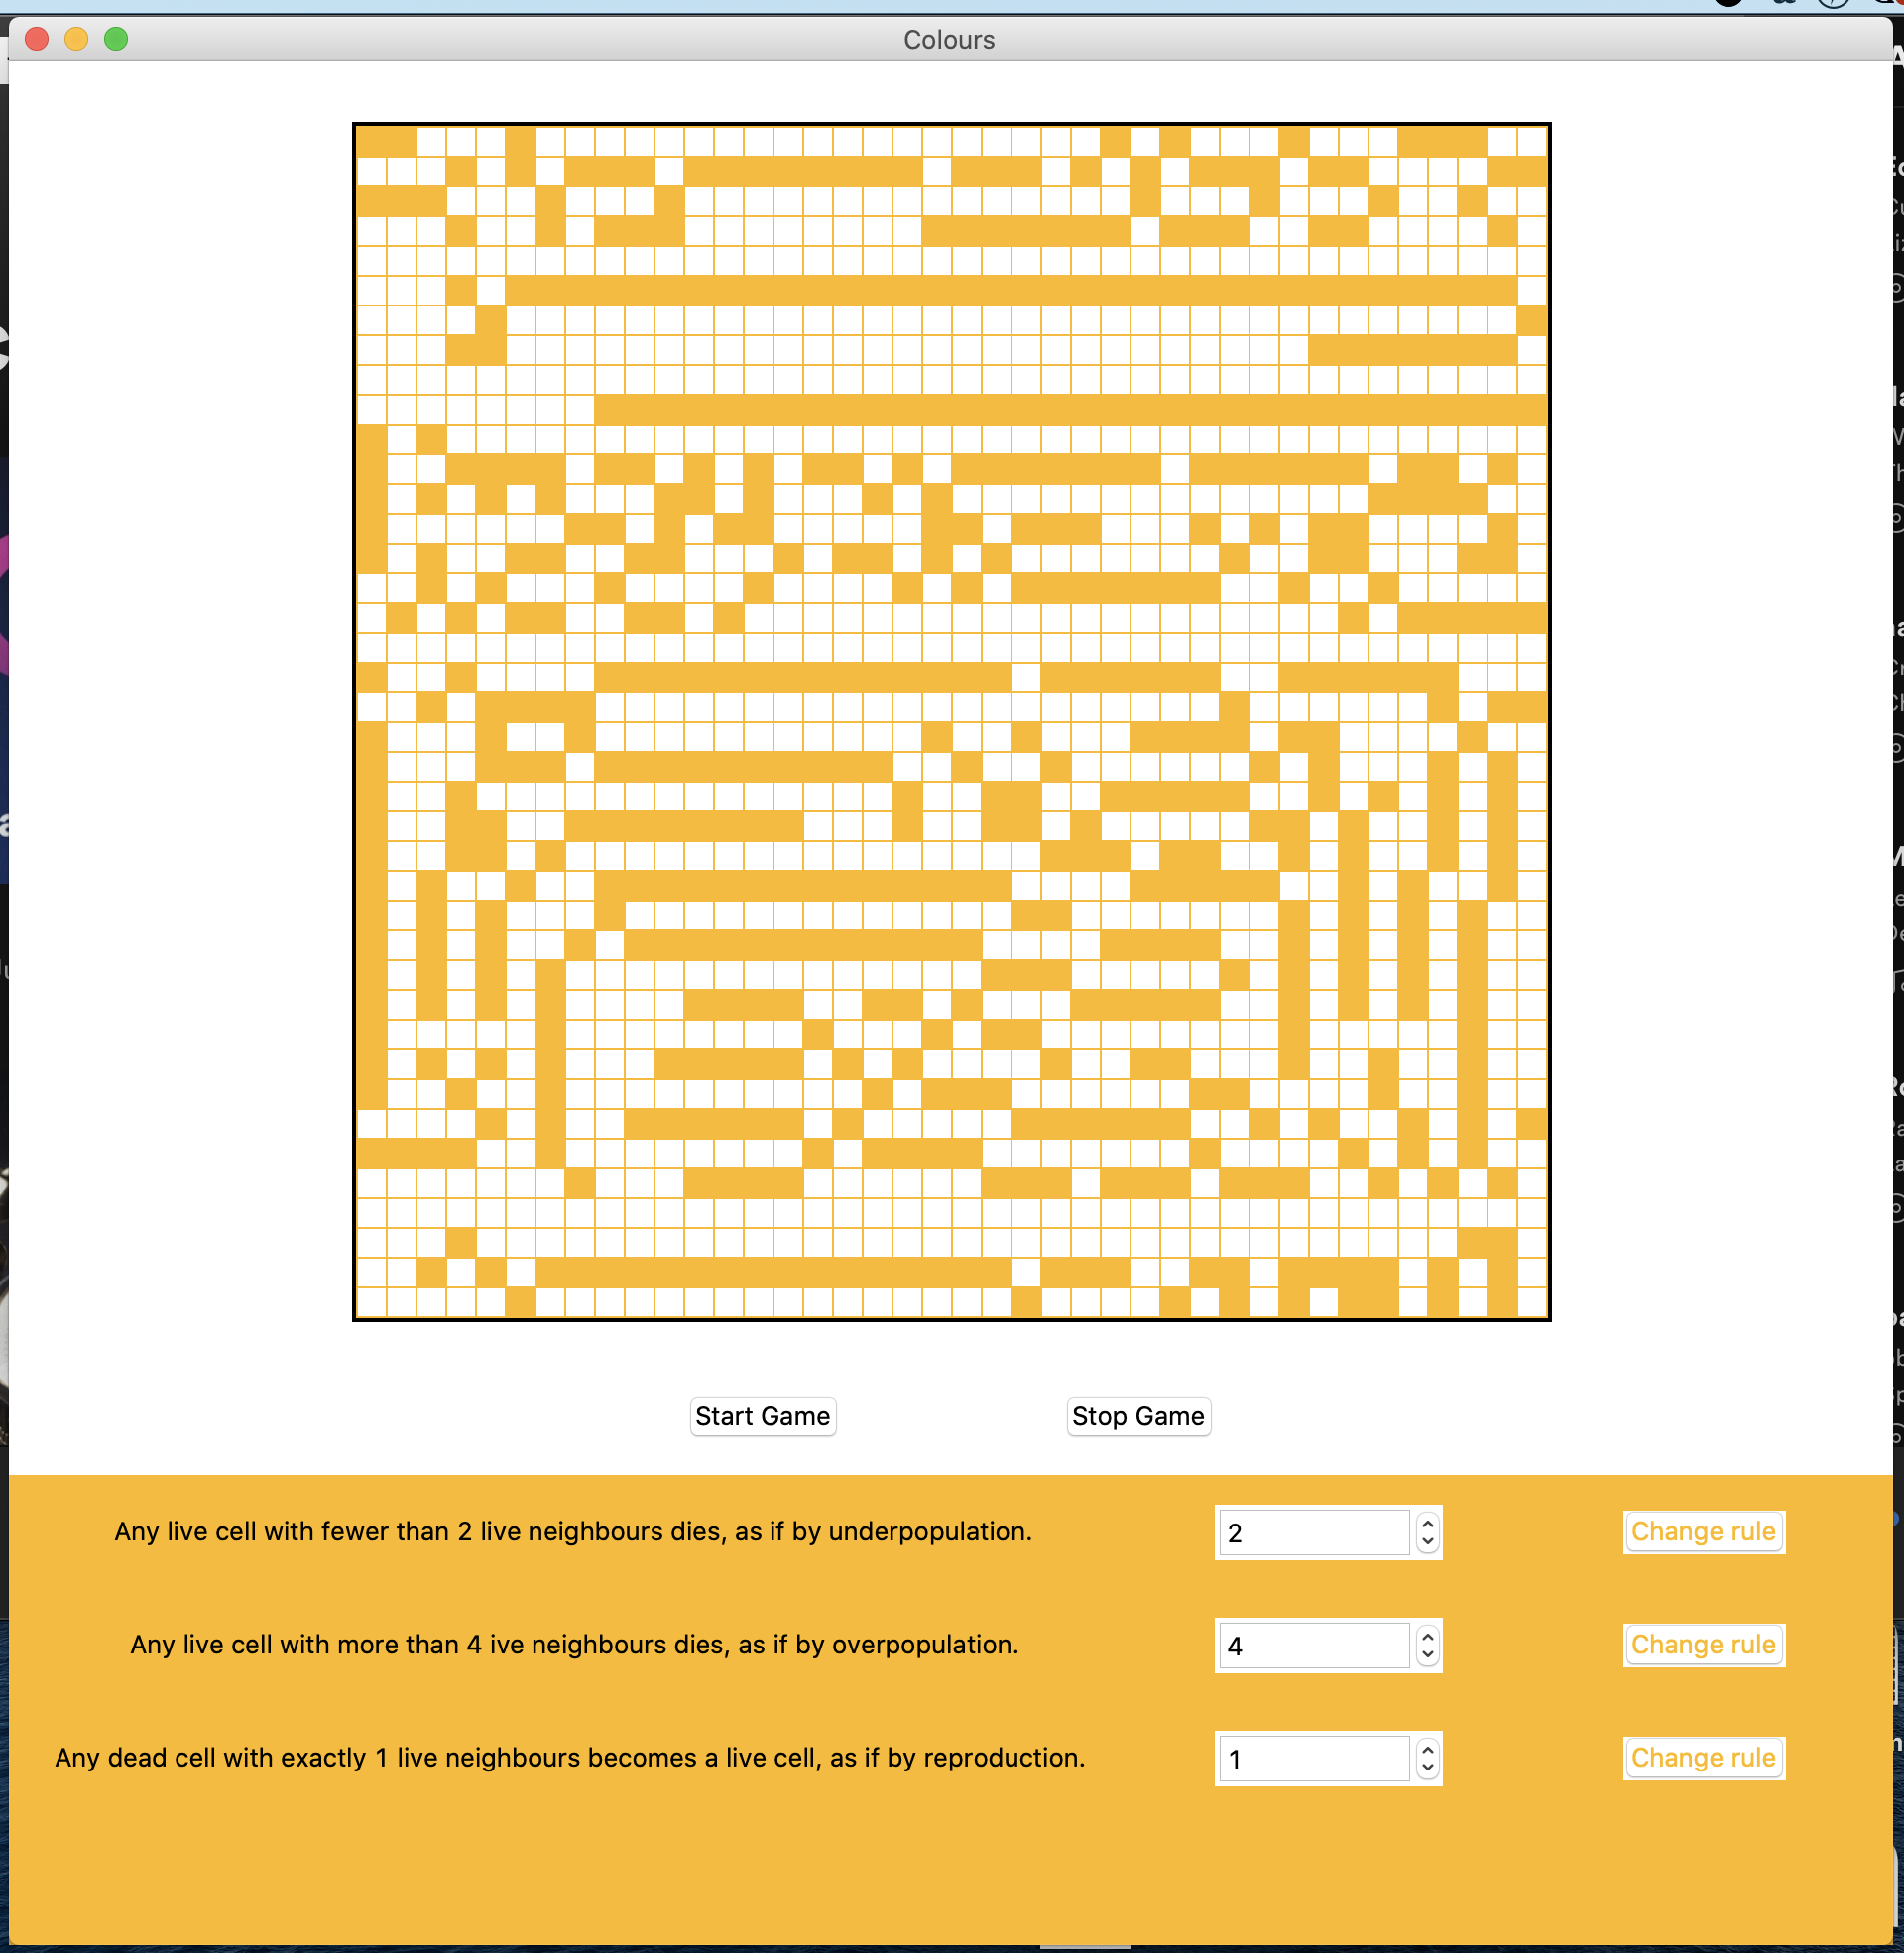 Colours
Start Game
Stop Game
Any live cell with fewer than 2 live neighbours dies, as if by underpopulation.
2
Change rule
Any live cell with more than 4 ive neighbours dies, as if by overpopulation.
4
Change rule
Any dead cell with exactly 1 live neighbours becomes a live cell, as if by reproduction.
1
Change rule